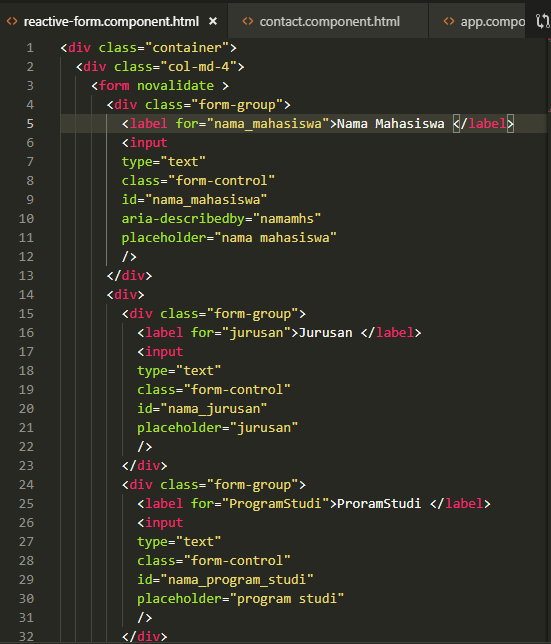 <> reactive-form.component.html × <> contact.component.html <> app.compo
1 <div class="container">
2 <div class="col-md-4">
3 <form novalidate >
4 <div class="form-group">
5 <label for="nama_mahasiswa">Nama Mahasiswa </label>
6 <input
7 type="text"
8 class="form-control"
9 id="nama_mahasiswa"
10 aria-describedby="namamhs"
11 placeholder="nama mahasiswa"
12 />
13 </div>
14 <div>
15 <div class="form-group">
16 <label for="jurusan">Jurusan </label>
17 <input
18 type="text"
19 class="form-control"
20 id="nama_jurusan"
21 placeholder="jurusan"
22 />
23 </div>
24 <div class="form-group">
25 <label for="ProgramStudi">ProramStudi </label>
26 <input
27 type="text"
28 class="form-control"
29 id="nama_program_studi"
30 placeholder="program studi"
31 />
32 </div>